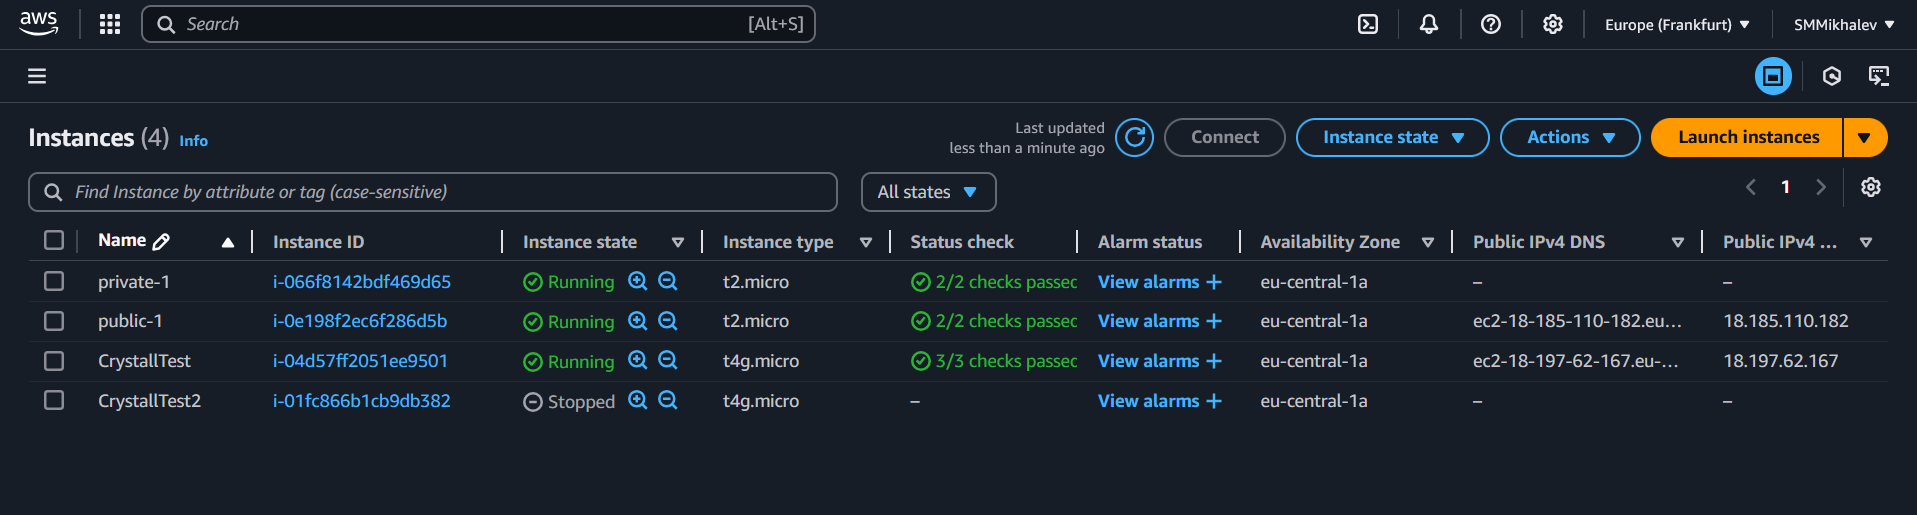 aws Search [Alt+S] Europe (Frankfurt) SMMikhalev
Instances (4) Info Last updated less than a minute ago Connect Instance state Actions Launch instances
Find Instance by attribute or tag (case-sensitive) All states 1
Name Instance ID Instance state Instance type Status check Alarm status Availability Zone Public IPv4 DNS Public IPv4 ...
private-1 i-066f8142bdf469d65 Running t2.micro 2/2 checks passec View alarms + eu-central-1a – –
public-1 i-0e198f2ec6f286d5b Running t2.micro 2/2 checks passec View alarms + eu-central-1a ec2-18-185-110-182.eu... 18.185.110.182
CrystallTest i-04d57ff2051ee9501 Running t4g.micro 3/3 checks passec View alarms + eu-central-1a ec2-18-197-62-167.eu-... 18.197.62.167
CrystallTest2 i-01fc866b1cb9db382 Stopped t4g.micro – View alarms + eu-central-1a – –